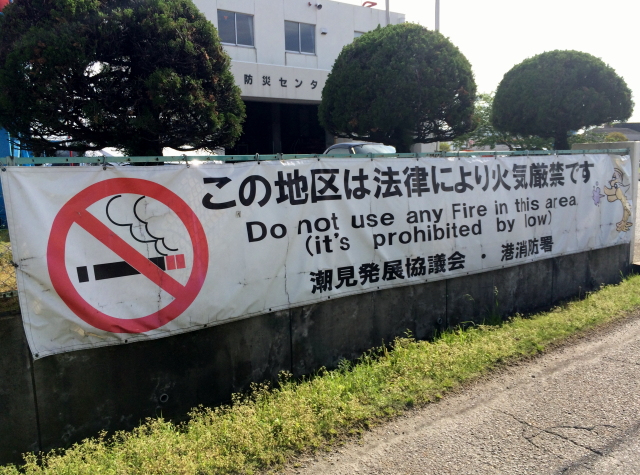 防災センタ
この地区は法律により火気厳禁です
Do not use any Fire in this area
(it's prohibited by low)
潮見発展協議会・港消防署